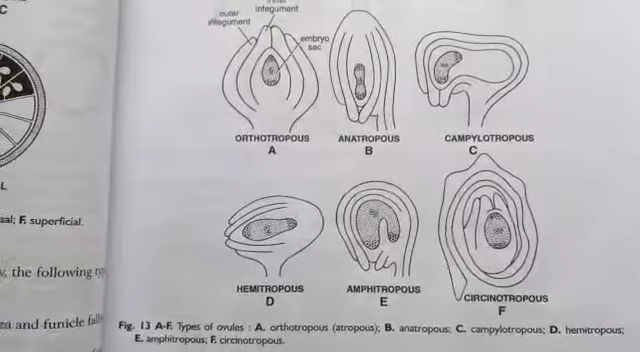 C
outer
integument
integument
embryo
sac
ORTHOTROPOUS
A
ANATROPOUS
B
CAMPYLOTROPOUS
C
L
sal; F. superficial.
HEMITROPOUS
D
AMPHITROPOUS
E
CIRCINOTROPOUS
F
, the following
and funicle
Fig. 13 A-F. Types of ovules : A. orthotropous (atropous); B. anatropous; C. campylotropous; D. hemitropous;
E. amphitropous; F. circinotropous.